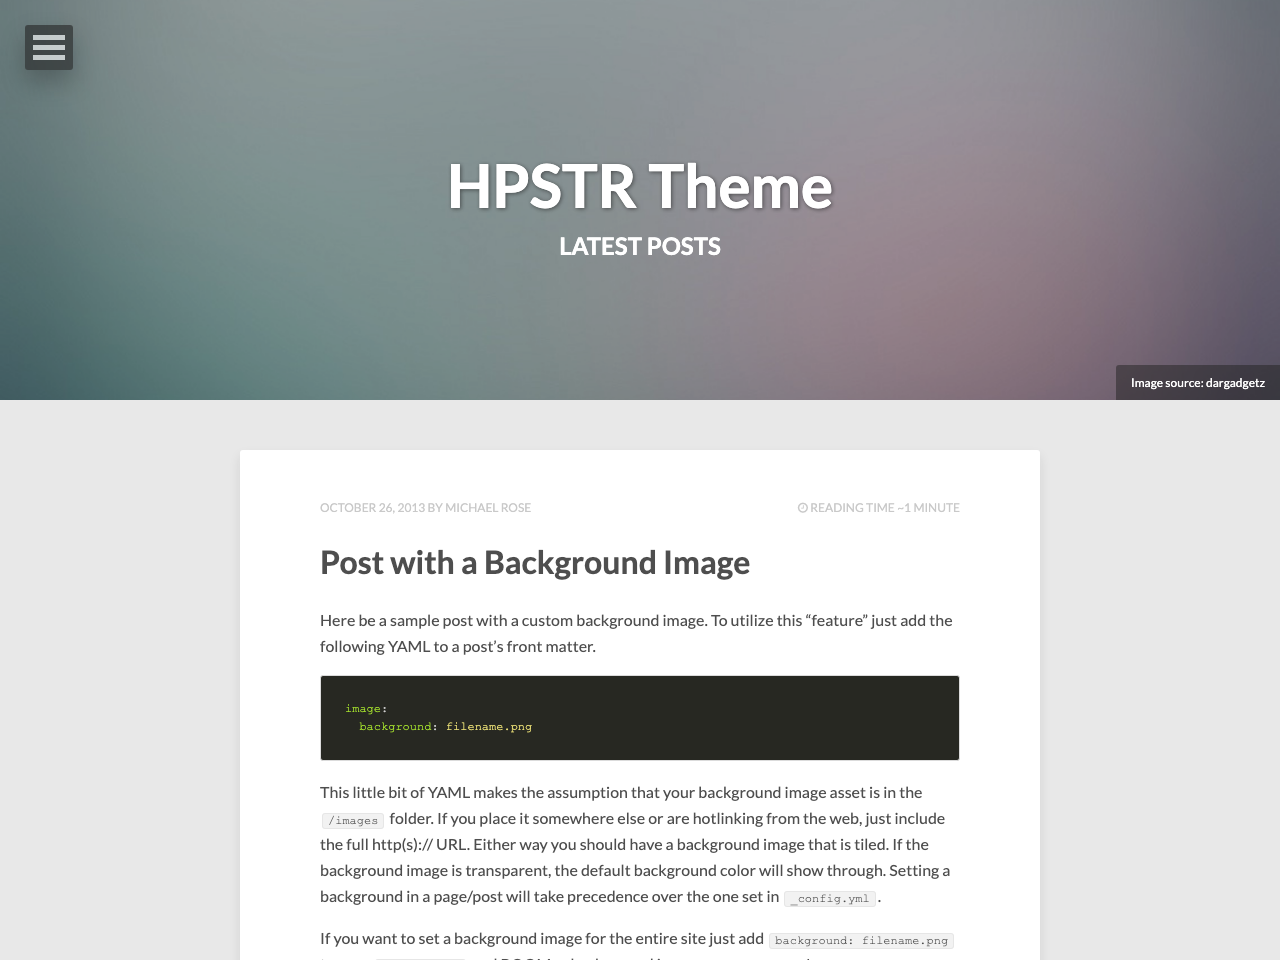 HPSTR Theme
LATEST POSTS
Image source: dargadgetz
OCTOBER 26, 2013 BY MICHAEL ROSE
READING TIME ~1 MINUTE
Post with a Background Image
Here be a sample post with a custom background image. To utilize this “feature” just add the
following YAML to a post’s front matter.
image:
background: filename.png
This little bit of YAML makes the assumption that your background image asset is in the
/images folder. If you place it somewhere else or are hotlinking from the web, just include
the full http(s):// URL. Either way you should have a background image that is tiled. If the
background image is transparent, the default background color will show through. Setting a
background in a page/post will take precedence over the one set in _config.yml .
If you want to set a background image for the entire site just add background: filename.png